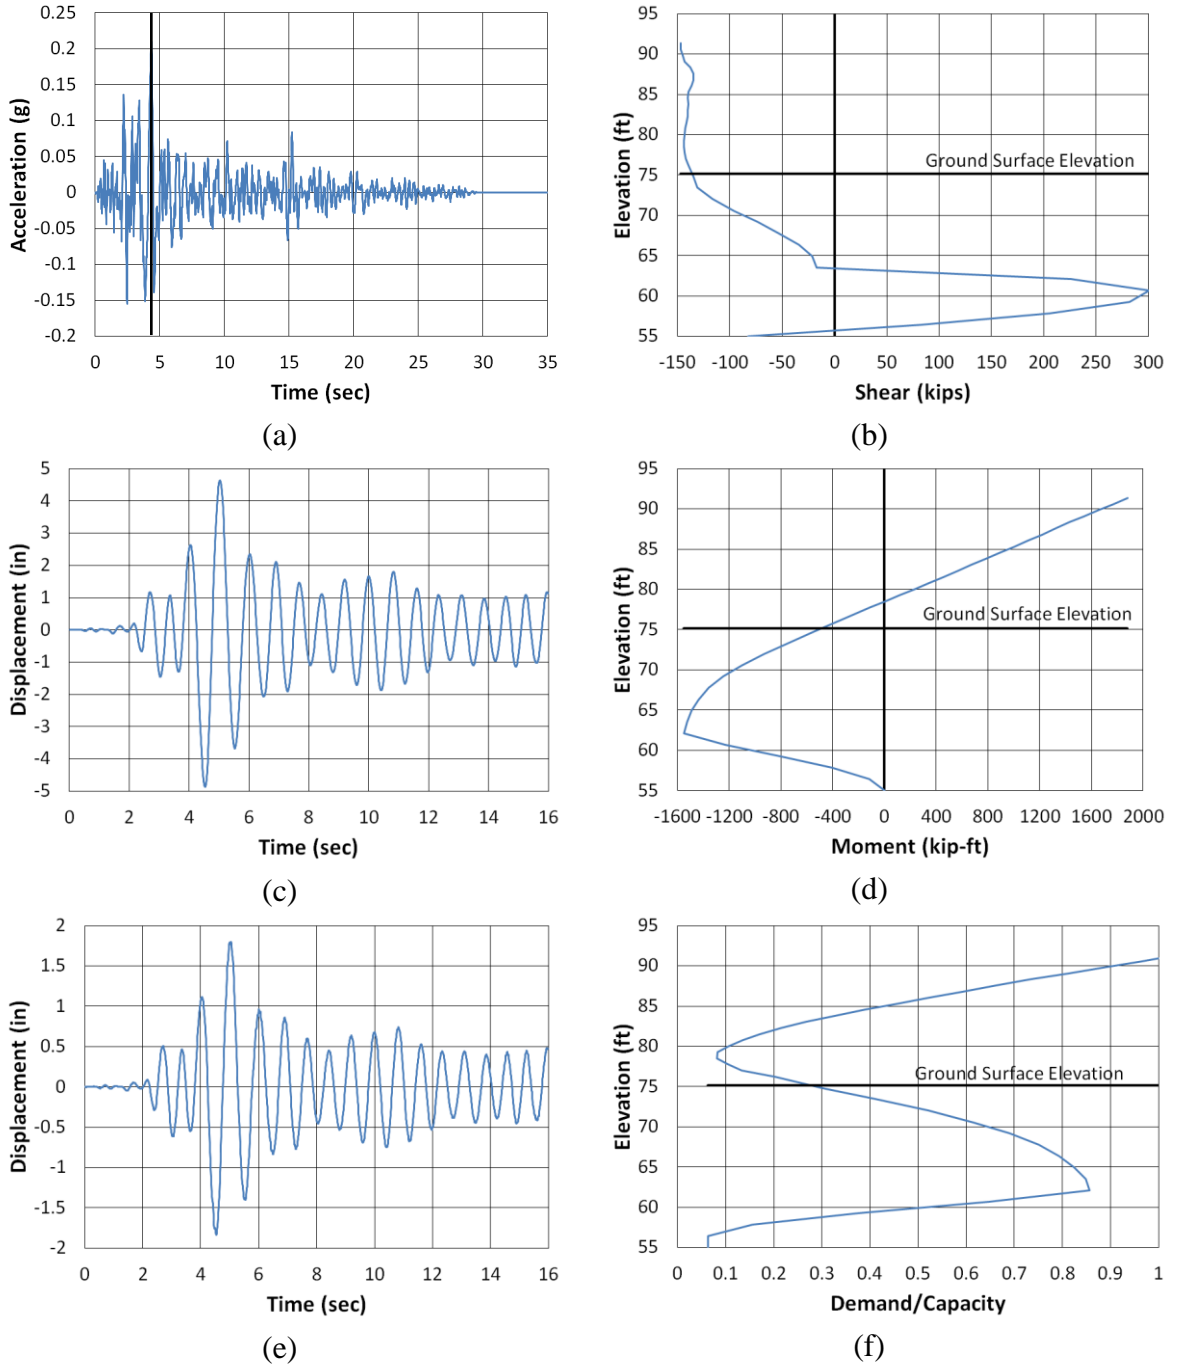 0.25
0.2
0.15
0.1
0.05
0
-0.05
-0.1
-0.15
-0.2
Acceleration (g)
0 5 10 15 20 25 30 35
Time (sec)
(a)
95
90
85
80
75
70
65
60
55
Elevation (ft)
Ground Surface Elevation
-150 -100 -50 0 50 100 150 200 250 300
Shear (kips)
(b)
5
4
3
2
1
0
-1
-2
-3
-4
-5
Displacement (in)
0 2 4 6 8 10 12 14 16
Time (sec)
(c)
95
90
85
80
75
70
65
60
55
Elevation (ft)
Ground Surface Elevation
-1600 -1200 -800 -400 0 400 800 1200 1600 2000
Moment (kip-ft)
(d)
2
1.5
1
0.5
0
-0.5
-1
-1.5
-2
Displacement (in)
0 2 4 6 8 10 12 14 16
Time (sec)
(e)
95
90
85
80
75
70
65
60
55
Elevation (ft)
Ground Surface Elevation
0 0.1 0.2 0.3 0.4 0.5 0.6 0.7 0.8 0.9 1
Demand/Capacity
(f)